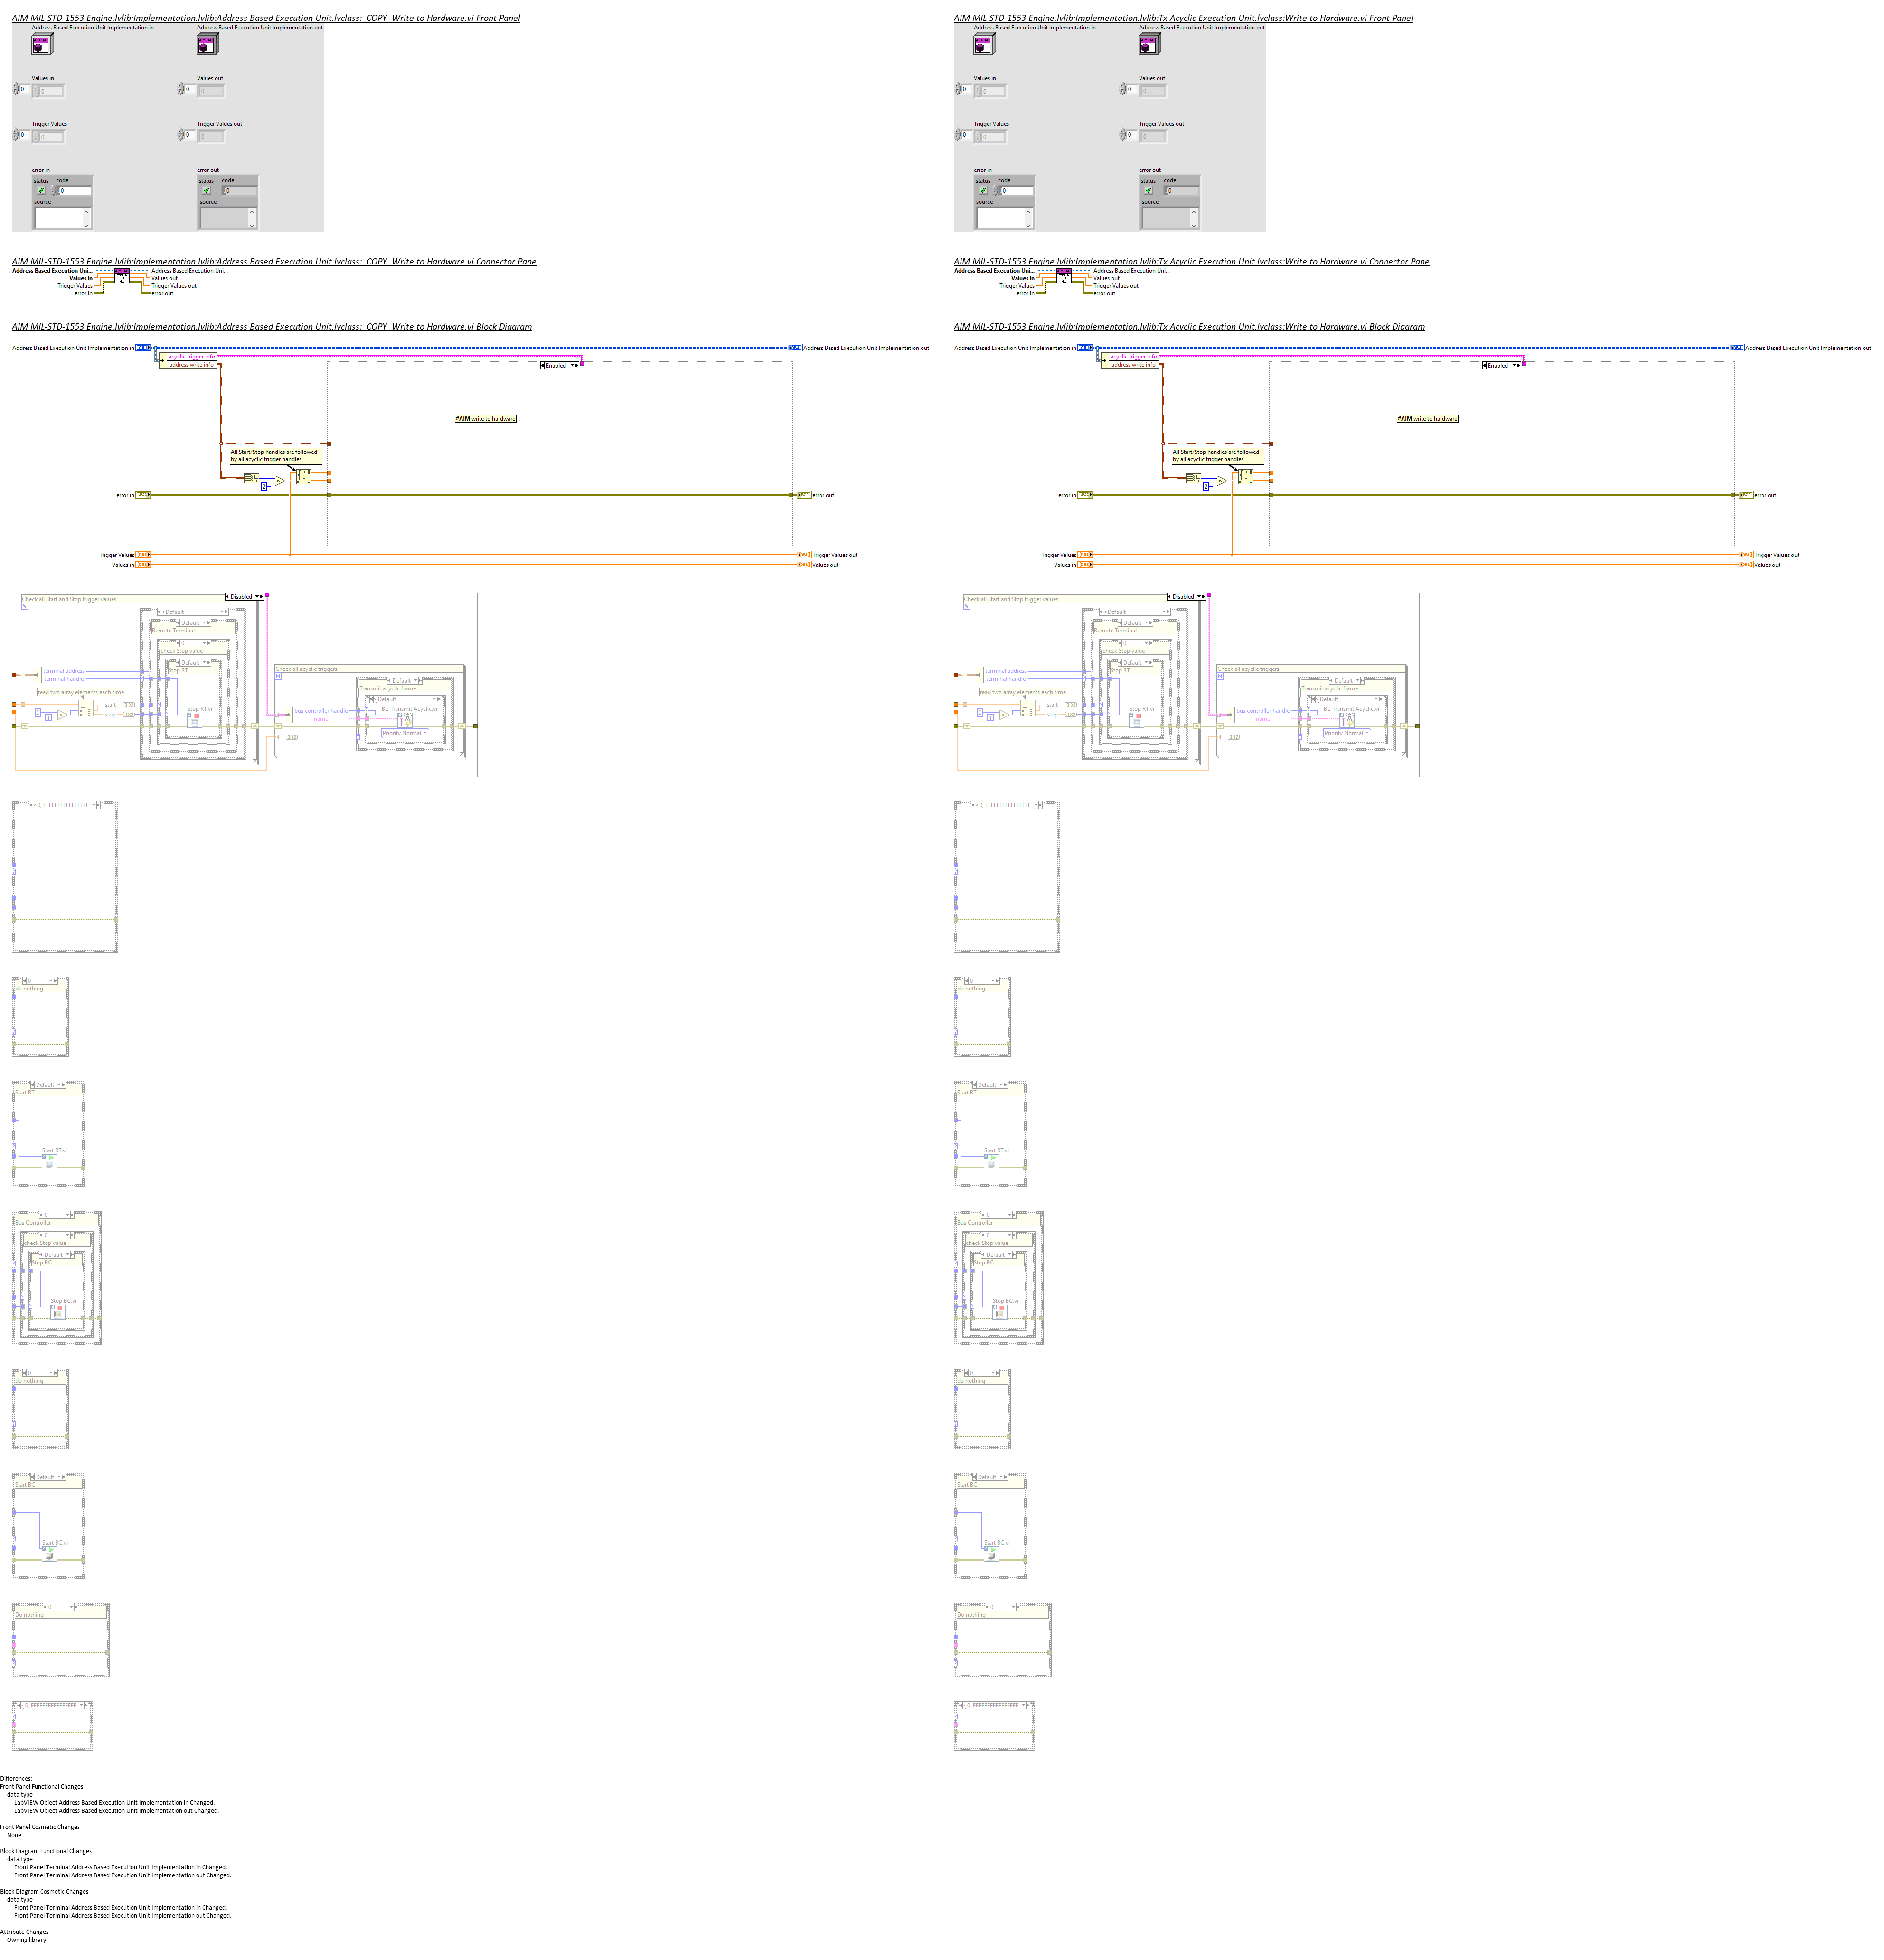 AIM MIL-STD-1553 Engine.lvlib:Implementation.lvlib:Address Based Execution Unit.lvclass:_COPY_Write to Hardware.vi Front Panel
Address Based Execution Unit Implementation in
Address Based Execution Unit Implementation out
Values in
Values out
0
0
0
0
Trigger Values
Trigger Values out
0
0
0
0
error in
error out
status
code
status
code
0
0
source
source
AIM MIL-STD-1553 Engine.lvlib:Implementation.lvlib:Address Based Execution Unit.lvclass:_COPY_Write to Hardware.vi Connector Pane
Address Based Execution Uni...
Address Based Execution Uni...
Values in
Values out
Trigger Values
Trigger Values out
error in
error out
AIM MIL-STD-1553 Engine.lvlib:Implementation.lvlib:Address Based Execution Unit.lvclass:_COPY_Write to Hardware.vi Block Diagram
Address Based Execution Unit Implementation in
Address Based Execution Unit Implementation out
acyclic trigger info
address write info
Enabled
#AIM write to hardware
All Start/Stop handles are followed
by all acyclic trigger handles
2
error in
error out
Trigger Values
Trigger Values out
Values in
Values out
Disabled
Check all Start and Stop trigger values
N
Default
Default
Remote Terminal
0
check Stop value
Default
Stop RT
terminal address
terminal handle
read two array elements each time
start
stop
2
1
Stop RT.vi
Check all acyclic triggers
N
Default
Transmit acyclic frame
Default
BC Transmit Acyclic.vi
bus controller handle
name
Priority Normal
0, FFFFFFFFFFFFFFFF
0
do nothing
Default
Start RT
Start RT.vi
0
Bus Controller
0
check Stop value
Default
Stop BC
Stop BC.vi
0
do nothing
Default
Start BC
Start BC.vi
0
Do nothing
0, FFFFFFFFFFFFFFFF
AIM MIL-STD-1553 Engine.lvlib:Implementation.lvlib:Tx Acyclic Execution Unit.lvclass:Write to Hardware.vi Front Panel
Address Based Execution Unit Implementation in
Address Based Execution Unit Implementation out
Values in
Values out
0
0
0
0
Trigger Values
Trigger Values out
0
0
0
0
error in
error out
status
code
status
code
0
0
source
source
AIM MIL-STD-1553 Engine.lvlib:Implementation.lvlib:Tx Acyclic Execution Unit.lvclass:Write to Hardware.vi Connector Pane
Address Based Execution Uni...
Address Based Execution Uni...
Values in
Values out
Trigger Values
Trigger Values out
error in
error out
AIM MIL-STD-1553 Engine.lvlib:Implementation.lvlib:Tx Acyclic Execution Unit.lvclass:Write to Hardware.vi Block Diagram
Address Based Execution Unit Implementation in
Address Based Execution Unit Implementation out
acyclic trigger info
address write info
Enabled
#AIM write to hardware
All Start/Stop handles are followed
by all acyclic trigger handles
2
error in
error out
Trigger Values
Trigger Values out
Values in
Values out
Disabled
Check all Start and Stop trigger values
N
Default
Default
Remote Terminal
0
check Stop value
Default
Stop RT
terminal address
terminal handle
read two array elements each time
start
stop
2
1
Stop RT.vi
Check all acyclic triggers
N
Default
Transmit acyclic frame
Default
BC Transmit Acyclic.vi
bus controller handle
name
Priority Normal
0, FFFFFFFFFFFFFFFF
0
do nothing
Default
Start RT
Start RT.vi
0
Bus Controller
0
check Stop value
Default
Stop BC
Stop BC.vi
0
do nothing
Default
Start BC
Start BC.vi
0
Do nothing
0, FFFFFFFFFFFFFFFF
Differences:
Front Panel Functional Changes
data type
LabVIEW Object Address Based Execution Unit Implementation in Changed.
LabVIEW Object Address Based Execution Unit Implementation out Changed.
Front Panel Cosmetic Changes
None
Block Diagram Functional Changes
data type
Front Panel Terminal Address Based Execution Unit Implementation in Changed.
Front Panel Terminal Address Based Execution Unit Implementation out Changed.
Block Diagram Cosmetic Changes
data type
Front Panel Terminal Address Based Execution Unit Implementation in Changed.
Front Panel Terminal Address Based Execution Unit Implementation out Changed.
Attribute Changes
Owning library